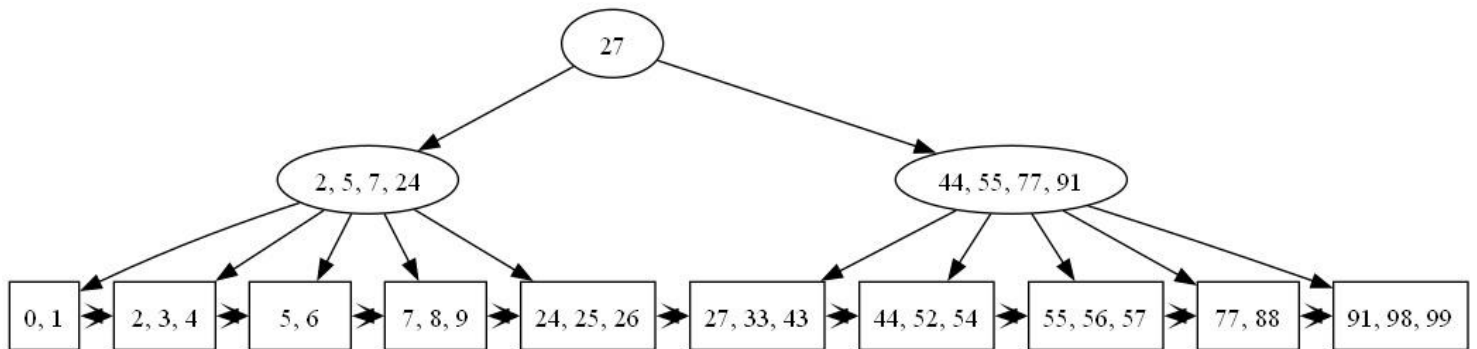 27
2, 5, 7, 24
44, 55, 77, 91
0, 1
2, 3, 4
5, 6
7, 8, 9
24, 25, 26
27, 33, 43
44, 52, 54
55, 56, 57
77, 88
91, 98, 99